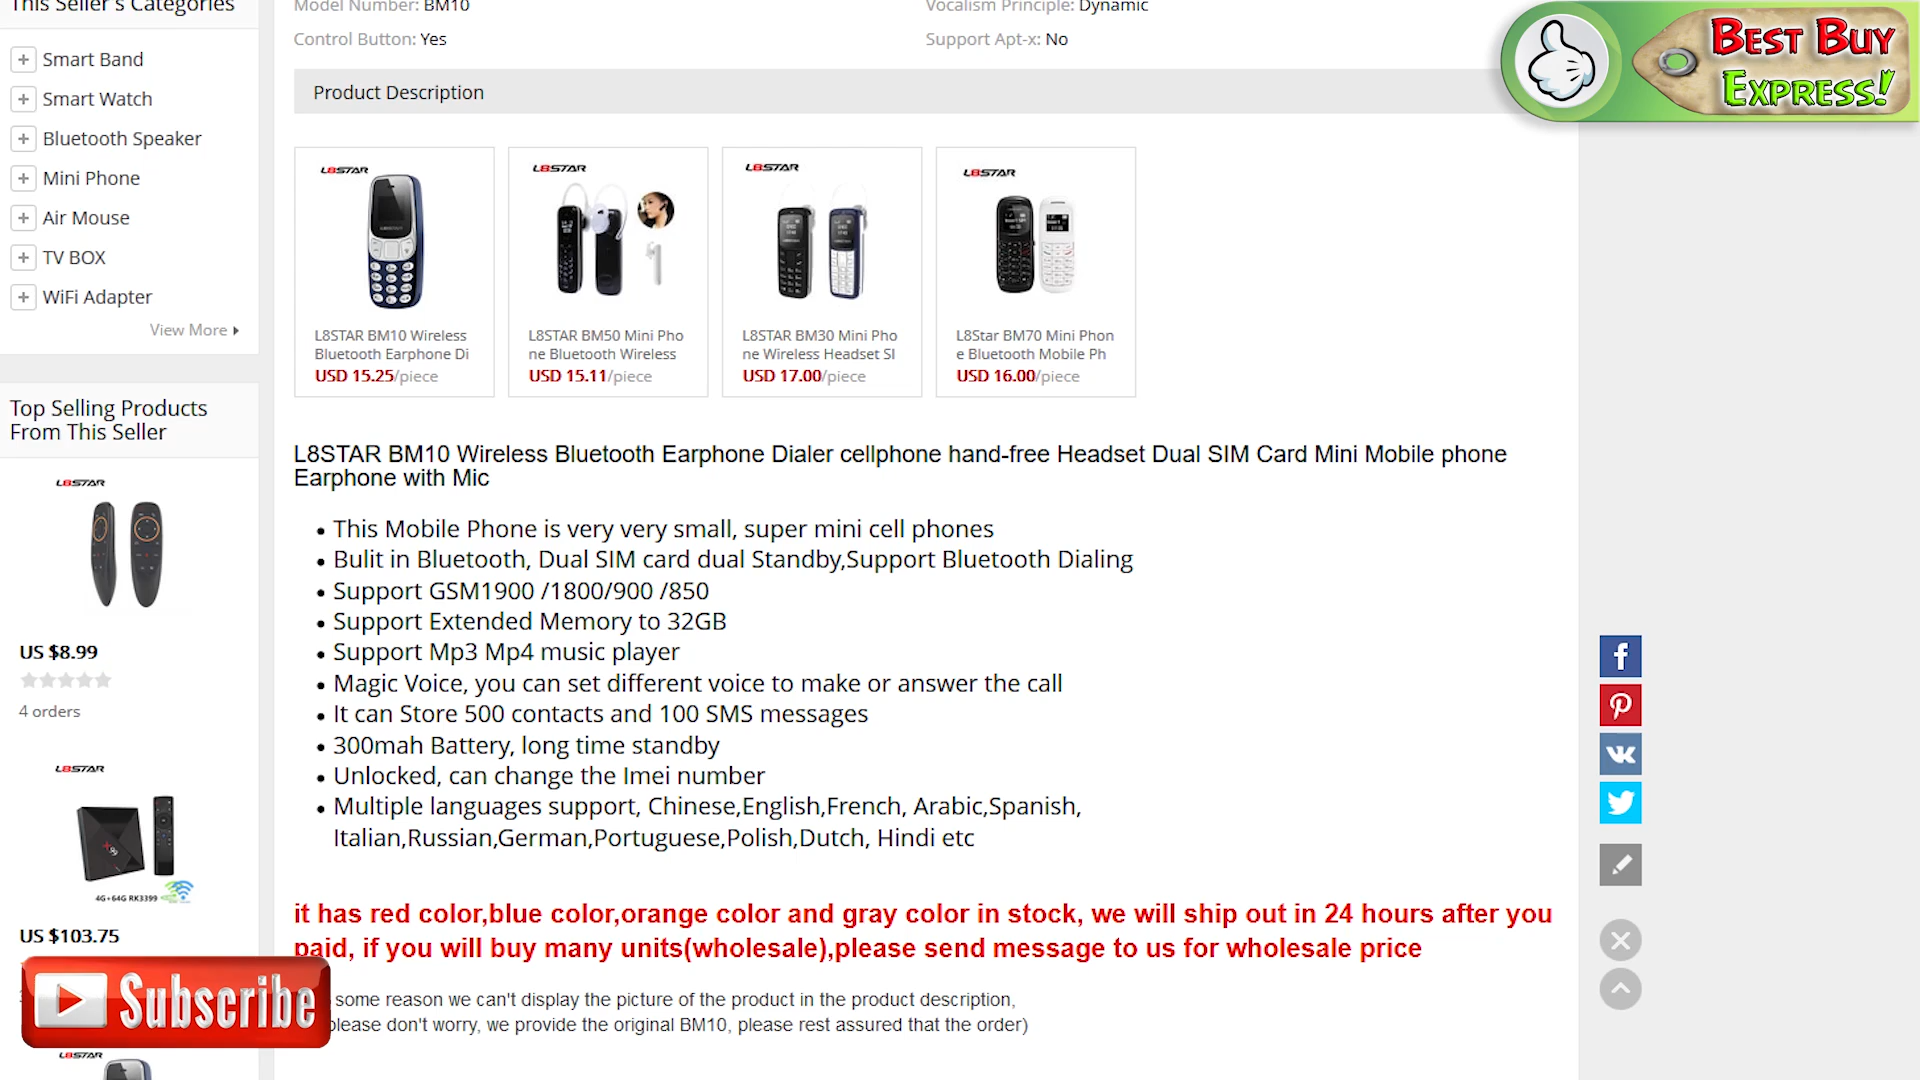 This Seller's Categories
Smart Band
Smart Watch
Bluetooth Speaker
Mini Phone
Air Mouse
TV BOX
WiFi Adapter
View More
Top Selling Products
From This Seller
L8STAR
US $8.99
4 orders
L8STAR
X99
4G+64G RK3399
US $103.75
Subscribe
L8STAR
Model Number: BM10
Vocalism Principle: Dynamic
Control Button: Yes
Support Apt-x: No
Product Description
L8STAR
L8STAR BM10 Wireless
Bluetooth Earphone Di
USD 15.25/piece
L8STAR
L8STAR BM50 Mini Pho
ne Bluetooth Wireless
USD 15.11/piece
L8STAR
L8STAR BM30 Mini Pho
ne Wireless Headset SI
USD 17.00/piece
L8STAR
L8Star BM70 Mini Phon
e Bluetooth Mobile Ph
USD 16.00/piece
L8STAR BM10 Wireless Bluetooth Earphone Dialer cellphone hand-free Headset Dual SIM Card Mini Mobile phone
Earphone with Mic
This Mobile Phone is very very small, super mini cell phones
Bulit in Bluetooth, Dual SIM card dual Standby,Support Bluetooth Dialing
Support GSM1900 /1800/900 /850
Support Extended Memory to 32GB
Support Mp3 Mp4 music player
Magic Voice, you can set different voice to make or answer the call
It can Store 500 contacts and 100 SMS messages
300mah Battery, long time standby
Unlocked, can change the Imei number
Multiple languages support, Chinese,English,French, Arabic,Spanish,
Italian,Russian,German,Portuguese,Polish,Dutch, Hindi etc
it has red color,blue color,orange color and gray color in stock, we will ship out in 24 hours after you
paid, if you will buy many units(wholesale),please send message to us for wholesale price
some reason we can't display the picture of the product in the product description,
please don't worry, we provide the original BM10, please rest assured that the order)
Best Buy
Express!